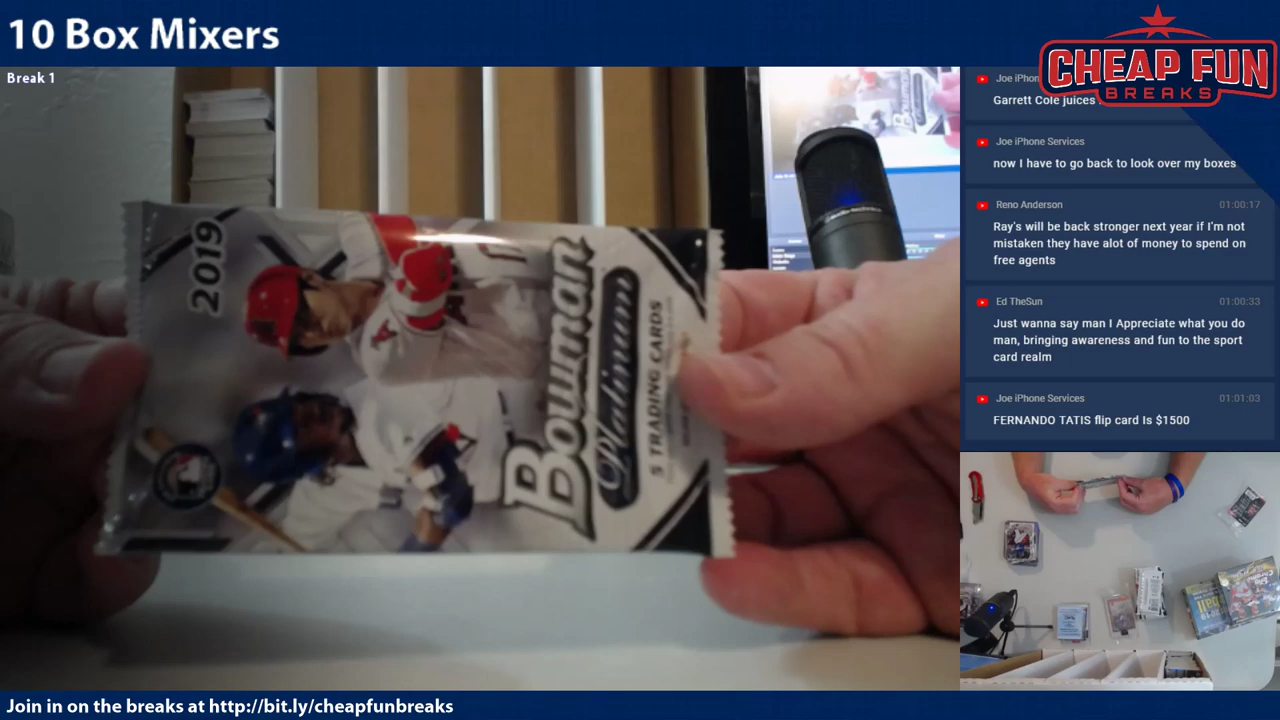 10 Box Mixers
Break 1
CHEAP FUN
BREAKS
Joe iPhon
Garrett Cole juices
Joe iPhone Services
now I have to go back to look over my boxes
Reno Anderson 01:00:17
Ray's will be back stronger next year if I'm not
mistaken they have alot of money to spend on
free agents
Ed TheSun 01:00:33
Just wanna say man I Appreciate what you do
man, bringing awareness and fun to the sport
card realm
Joe iPhone Services 01:01:03
FERNANDO TATIS flip card Is $1500
2019
Bowman
Platinum
5 TRADING CARDS
Join in on the breaks at http://bit.ly/cheapfunbreaks